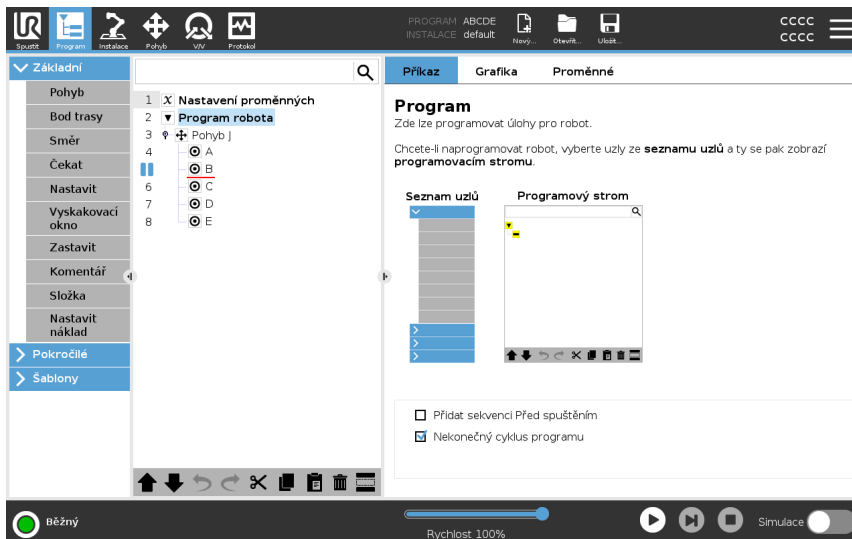 UR
PROGRAM ABCDE
INSTALACE default
CCCC
CCCC
Spustit
Program
Instalace
Pohyb
V/V
Protokol
Nový...
Otevřít...
Uložit...
Základní
Pohyb
Bod trasy
Směr
Čekat
Nastavit
Vyskakovací
okno
Zastavit
Komentář
Složka
Nastavit
náklad
Pokročilé
Šablony
1 X Nastavení proměnných
2 Program robota
3 Pohyb J
4 A
B
6 C
7 D
8 E
Příkaz Grafika Proměnné
Program
Zde lze programovat úlohy pro robot.
Chcete-li naprogramovat robot, vyberte uzly ze seznamu uzlů a ty se pak zobrazí
programovacím stromu.
Seznam uzlů Programový strom
Přidat sekvenci Před spuštěním
Nekonečný cyklus programu
Běžný
Rychlost 100%
Simulace